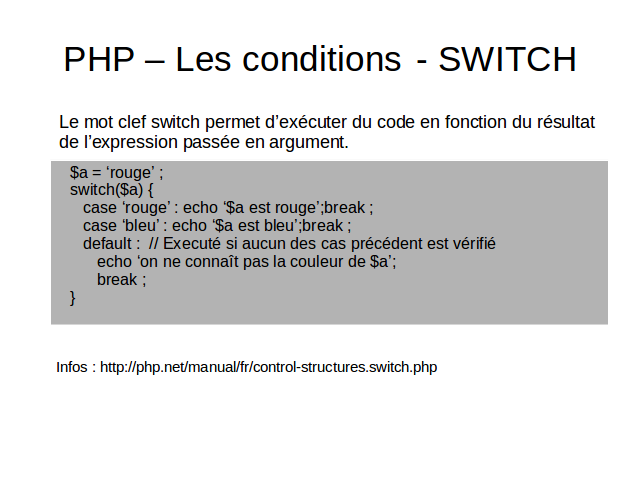 PHP – Les conditions - SWITCH
Le mot clef switch permet d’exécuter du code en fonction du résultat
de l’expression passée en argument.
$a = ‘rouge’ ;
switch($a) {
case ‘rouge’ : echo ‘$a est rouge’;break ;
case ‘bleu’ : echo ‘$a est bleu’;break ;
default :  // Executé si aucun des cas précédent est vérifié
echo ‘on ne connaît pas la couleur de $a’;
break ;
}
Infos : http://php.net/manual/fr/control-structures.switch.php